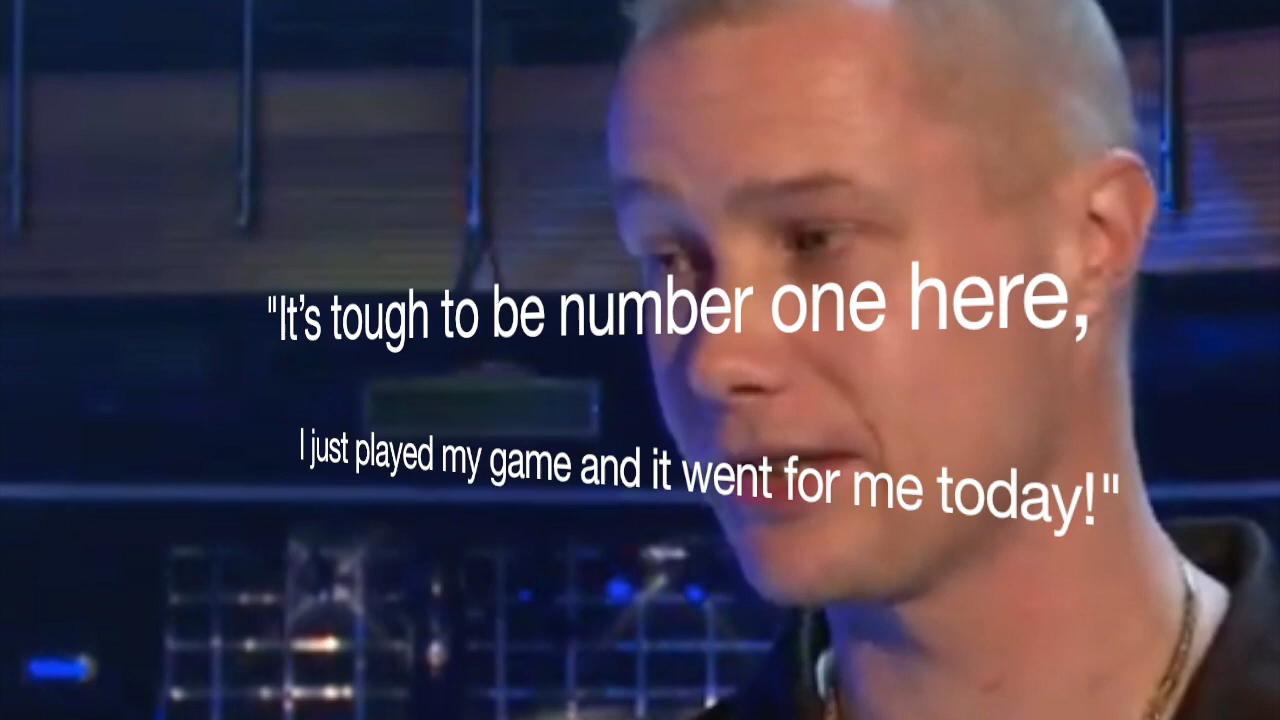 "It’s tough to be number one here,
I just played my game and it went for me today!"